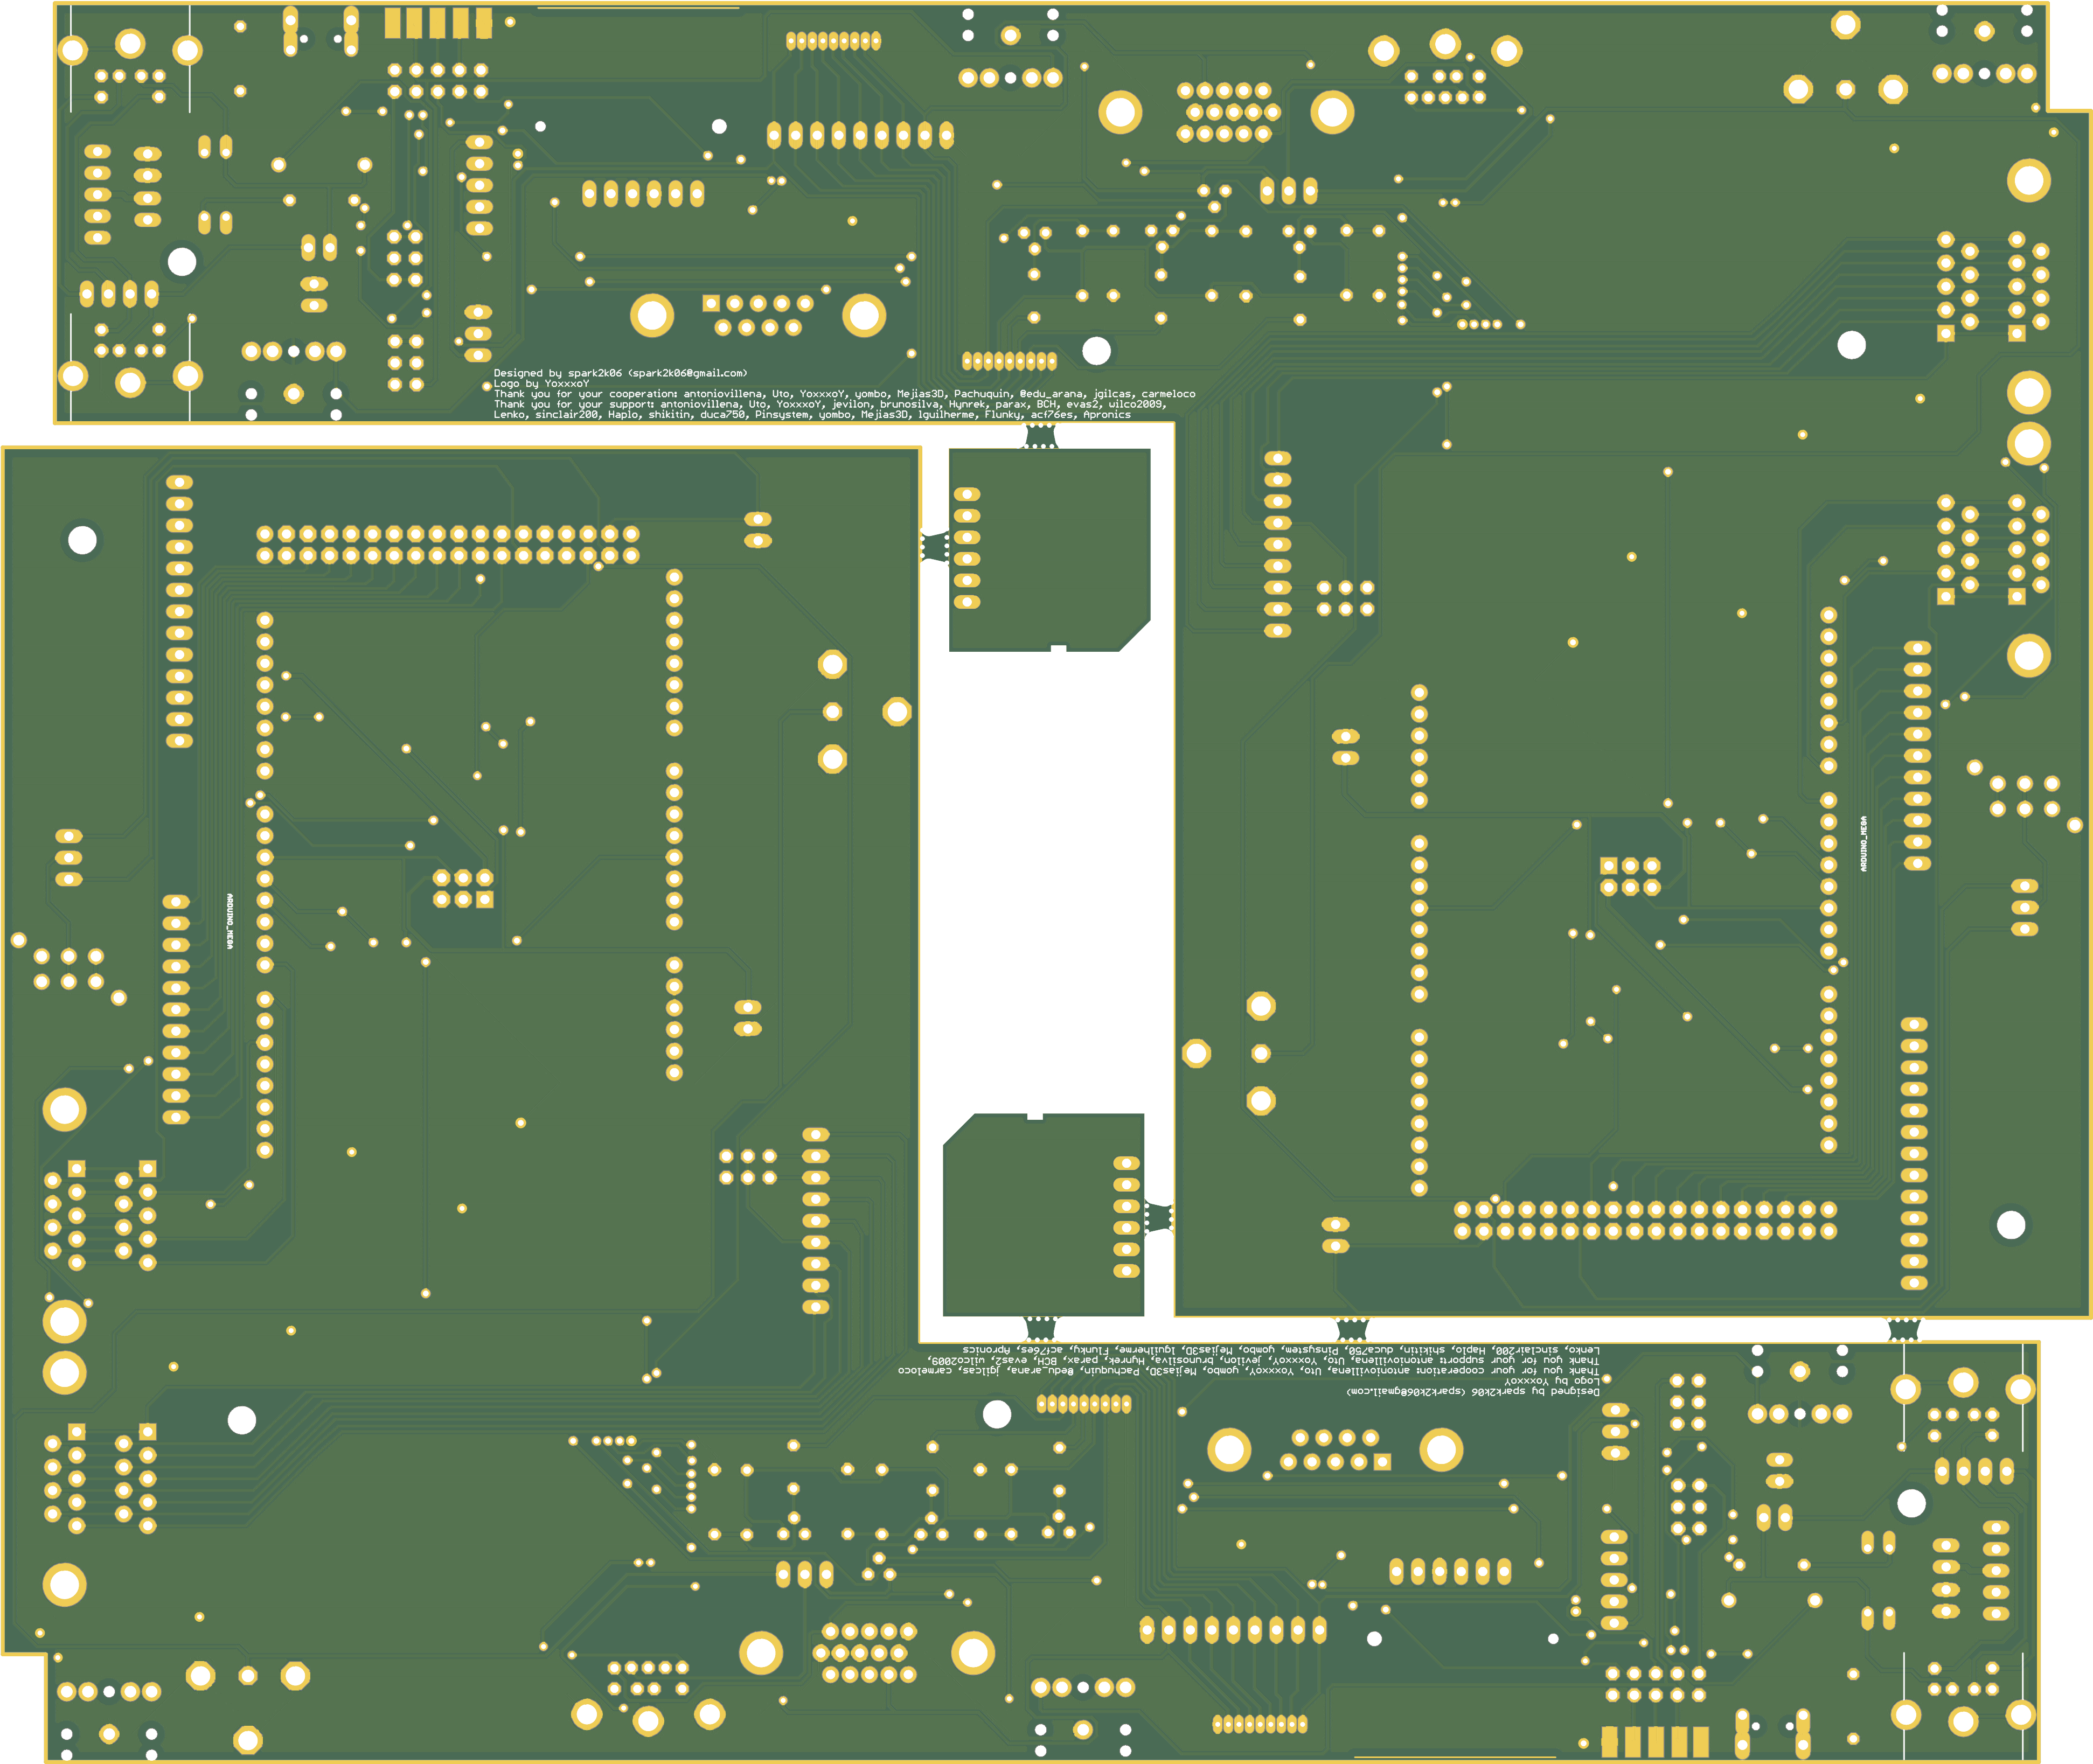 Designed by spark2k06 (spark2k06@gmail.com)
Logo by YoxxxoY
Thank you for your cooperation: antoniovillena, Uto, YoxxxoY, yombo, Mejias3D, Pachuquin, @edu_arana, jgilcas, carmeloco
Thank you for your support: antoniovillena, Uto, YoxxxoY, jevilon, brunosilva, Hynrek, parax, BCH, evas2, wilco2009,
Lenko, sinclair200, Haplo, shikitin, duca750, Pinsystem, yombo, Mejias3D, lguilherme, Flunky, acf76es, Apronics
ARDUINO_MEGA
ARDUINO_MEGA
Designed by spark2k06 (spark2k06@gmail.com)
Logo by YoxxxoY
Thank you for your cooperation: antoniovillena, Uto, YoxxxoY, yombo, Mejias3D, Pachuquin, @edu_arana, jgilcas, carmeloco
Thank you for your support: antoniovillena, Uto, YoxxxoY, jevilon, brunosilva, Hynrek, parax, BCH, evas2, wilco2009,
Lenko, sinclair200, Haplo, shikitin, duca750, Pinsystem, yombo, Mejias3D, lguilherme, Flunky, acf76es, Apronics